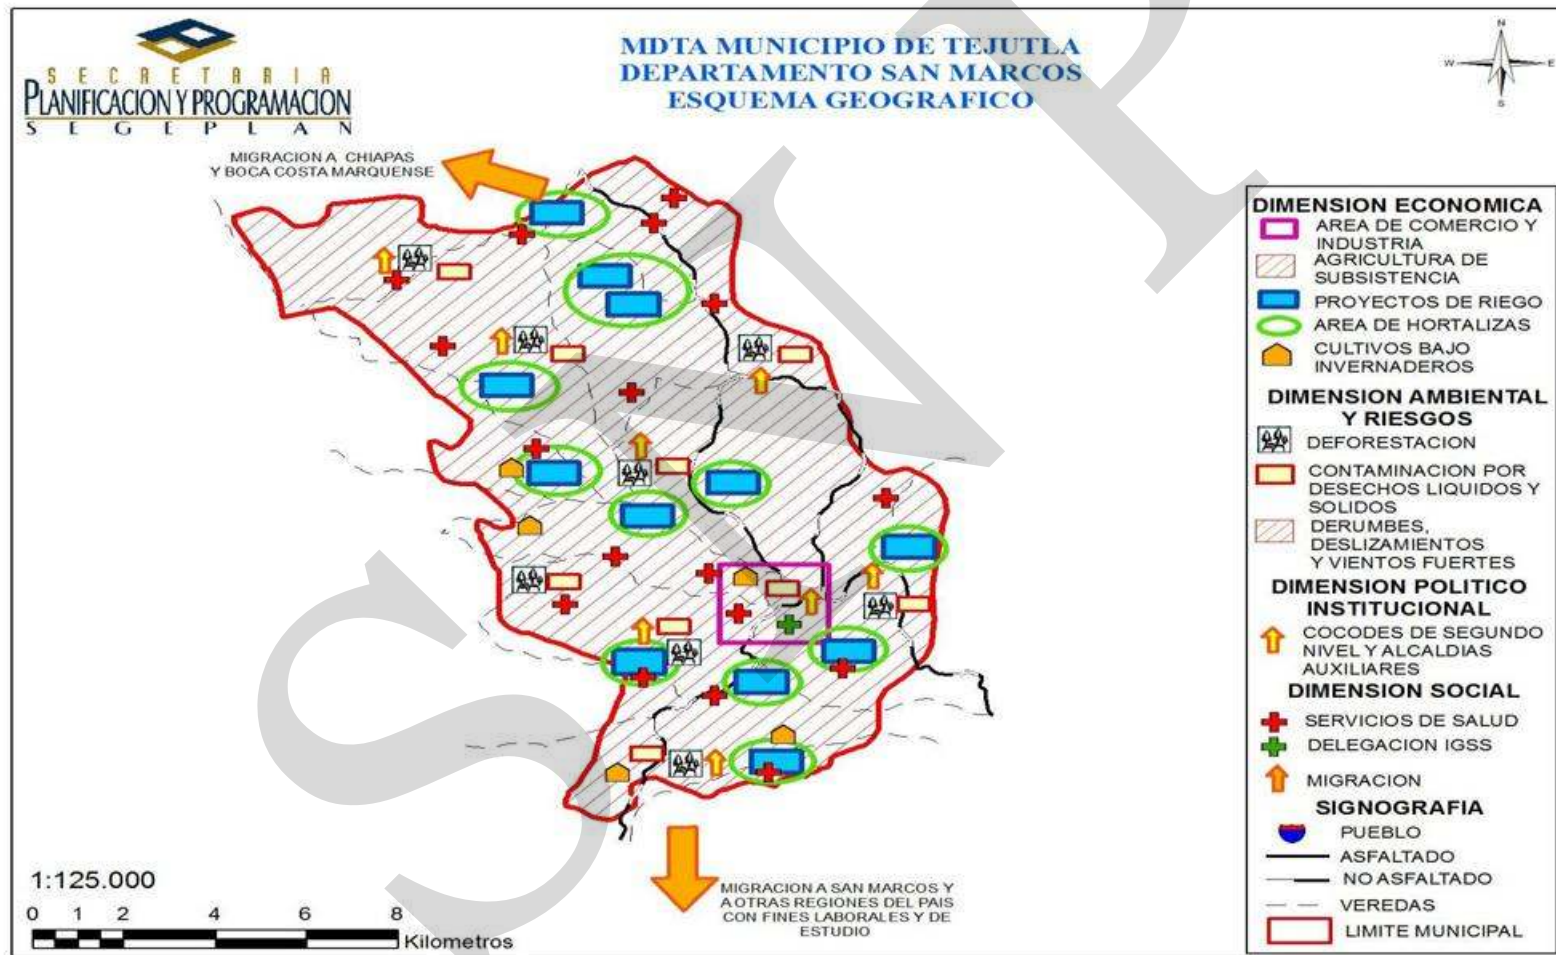 SECRETARIA
PLANIFICACION Y PROGRAMACION
SEGEPLAN
MDTA MUNICIPIO DE TEJUTLA
DEPARTAMENTO SAN MARCOS
ESQUEMA GEOGRAFICO
N
W
E
S
MIGRACION A CHIAPAS
Y BOCA COSTA MARQUENSE
DIMENSION ECONOMICA
AREA DE COMERCIO Y
INDUSTRIA
AGRICULTURA DE
SUBSISTENCIA
PROYECTOS DE RIEGO
AREA DE HORTALIZAS
CULTIVOS BAJO
INVERNADEROS
DIMENSION AMBIENTAL
Y RIESGOS
DEFORESTACION
CONTAMINACION POR
DESECHOS LIQUIDOS Y
SOLIDOS
DERUMBES,
DESLIZAMIENTOS
Y VIENTOS FUERTES
DIMENSION POLITICO
INSTITUCIONAL
COCODES DE SEGUNDO
NIVEL Y ALCALDIAS
AUXILIARES
DIMENSION SOCIAL
SERVICIOS DE SALUD
DELEGACION IGSS
MIGRACION
SIGNOGRAFIA
PUEBLO
ASFALTADO
NO ASFALTADO
VEREDAS
LIMITE MUNICIPAL
1:125.000
0 1 2 4 6 8
Kilometros
MIGRACION A SAN MARCOS Y
A OTRAS REGIONES DEL PAIS
CON FINES LABORALES Y DE
ESTUDIO